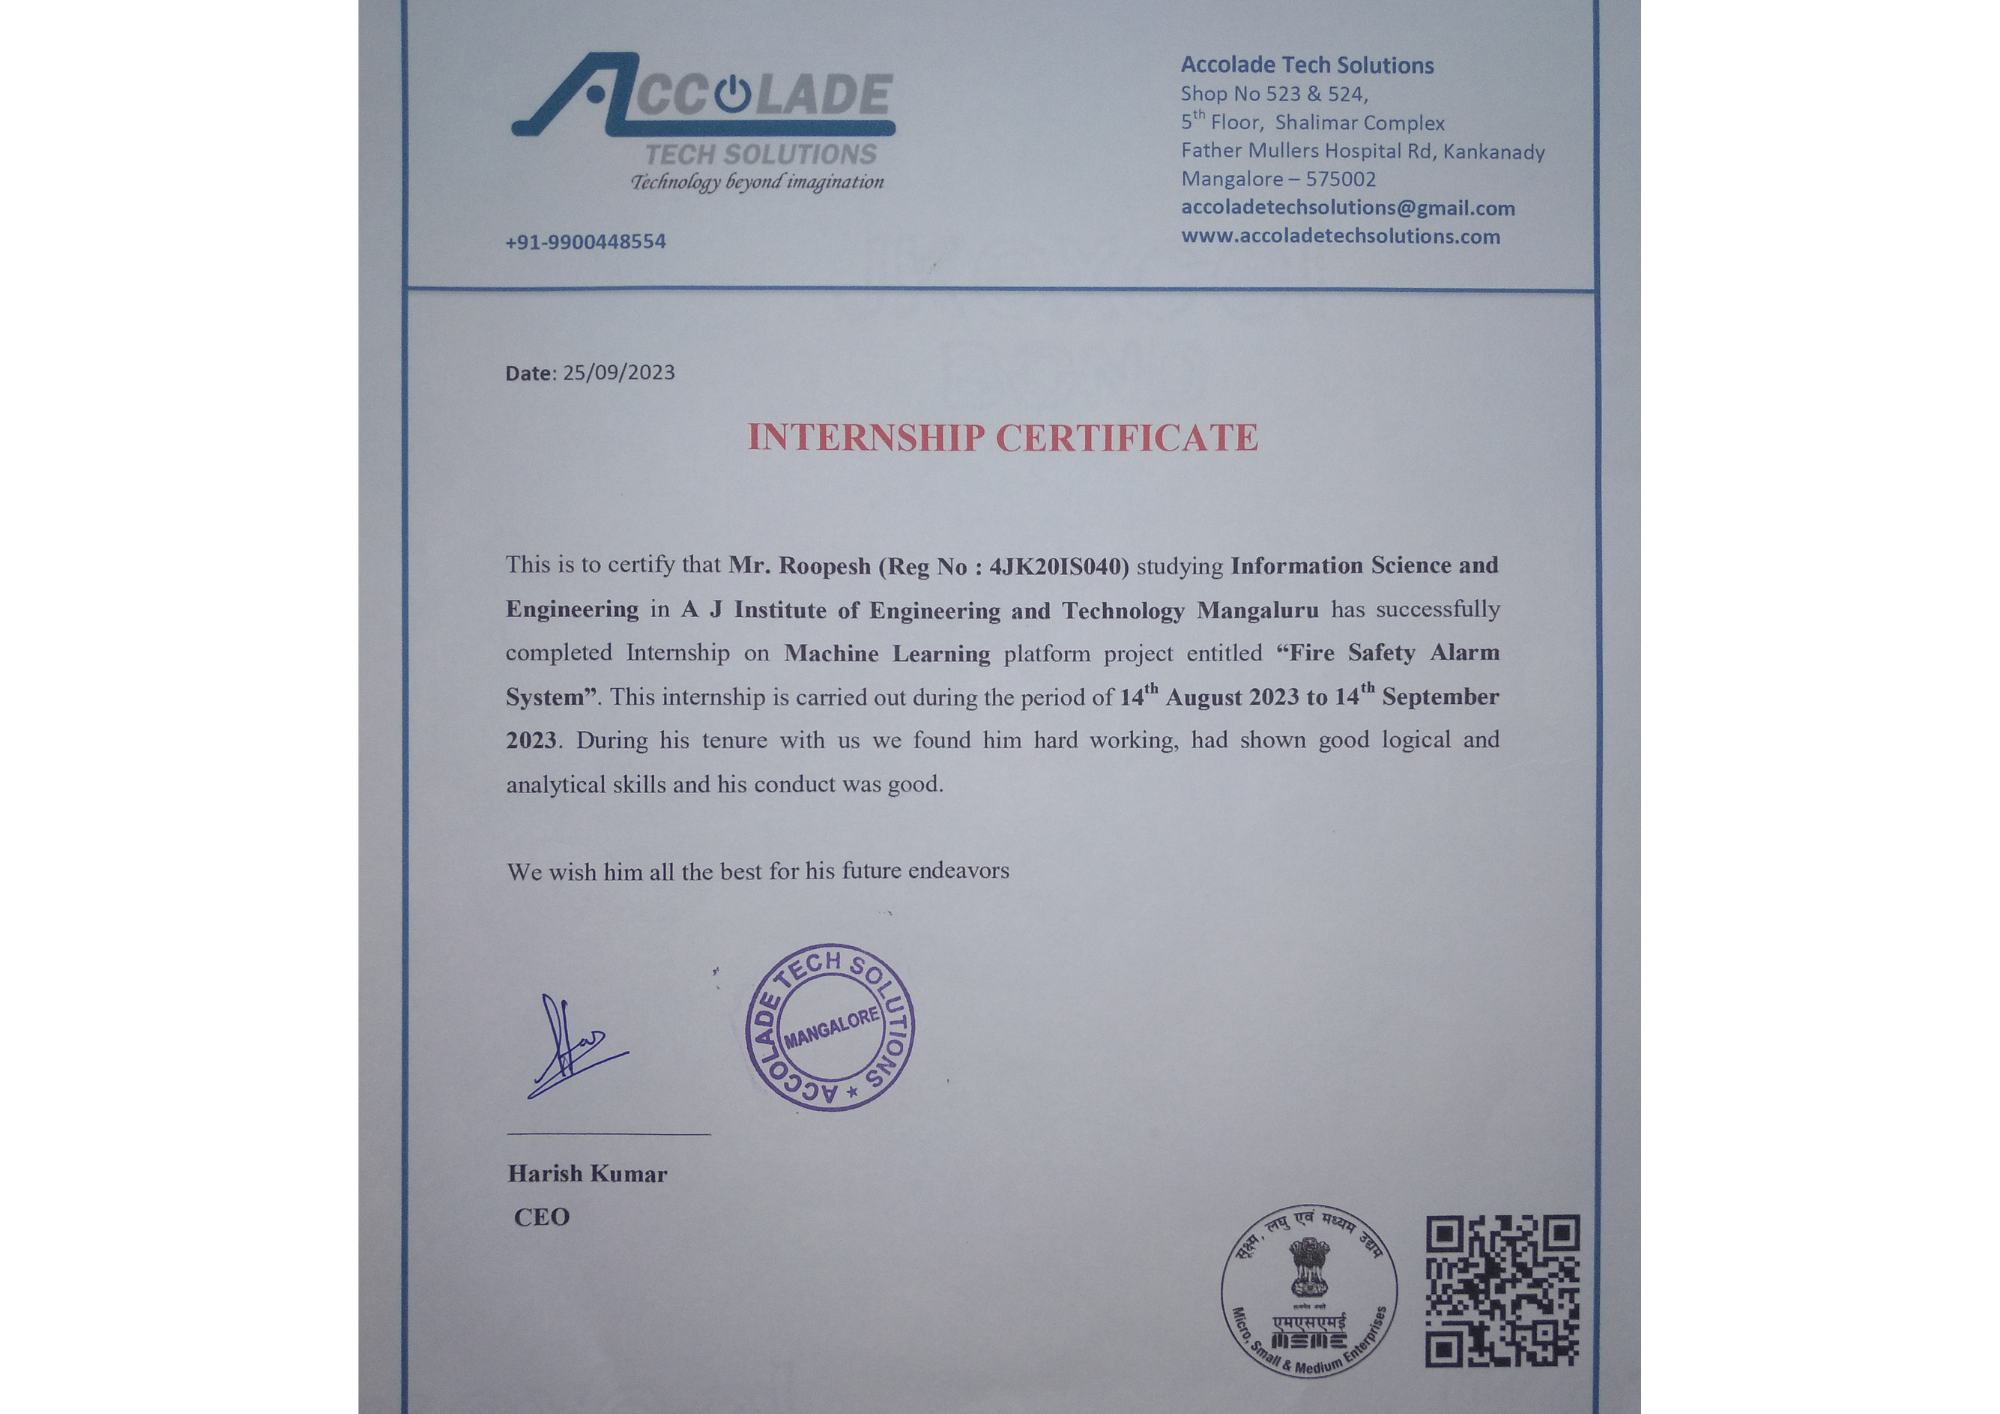 ACCOLADE
TECH SOLUTIONS
Technology beyond imagination
+91-9900448554
Accolade Tech Solutions
Shop No 523 & 524,
5th Floor, Shalimar Complex
Father Mullers Hospital Rd, Kankanady
Mangalore – 575002
accoladetechsolutions@gmail.com
www.accoladetechsolutions.com
Date: 25/09/2023
INTERNSHIP CERTIFICATE
This is to certify that Mr. Roopesh (Reg No : 4JK20IS040) studying Information Science and
Engineering in A J Institute of Engineering and Technology Mangaluru has successfully
completed Internship on Machine Learning platform project entitled “Fire Safety Alarm
System”. This internship is carried out during the period of 14th August 2023 to 14th September
2023. During his tenure with us we found him hard working, had shown good logical and
analytical skills and his conduct was good.
We wish him all the best for his future endeavors
ACCOLADE TECH SOLUTIONS *
MANGALORE
Harish Kumar
CEO
सूक्ष्म, लघु एवं मध्यम उद्यम
एमएसएमई
MSME
Micro, Small & Medium Enterprises